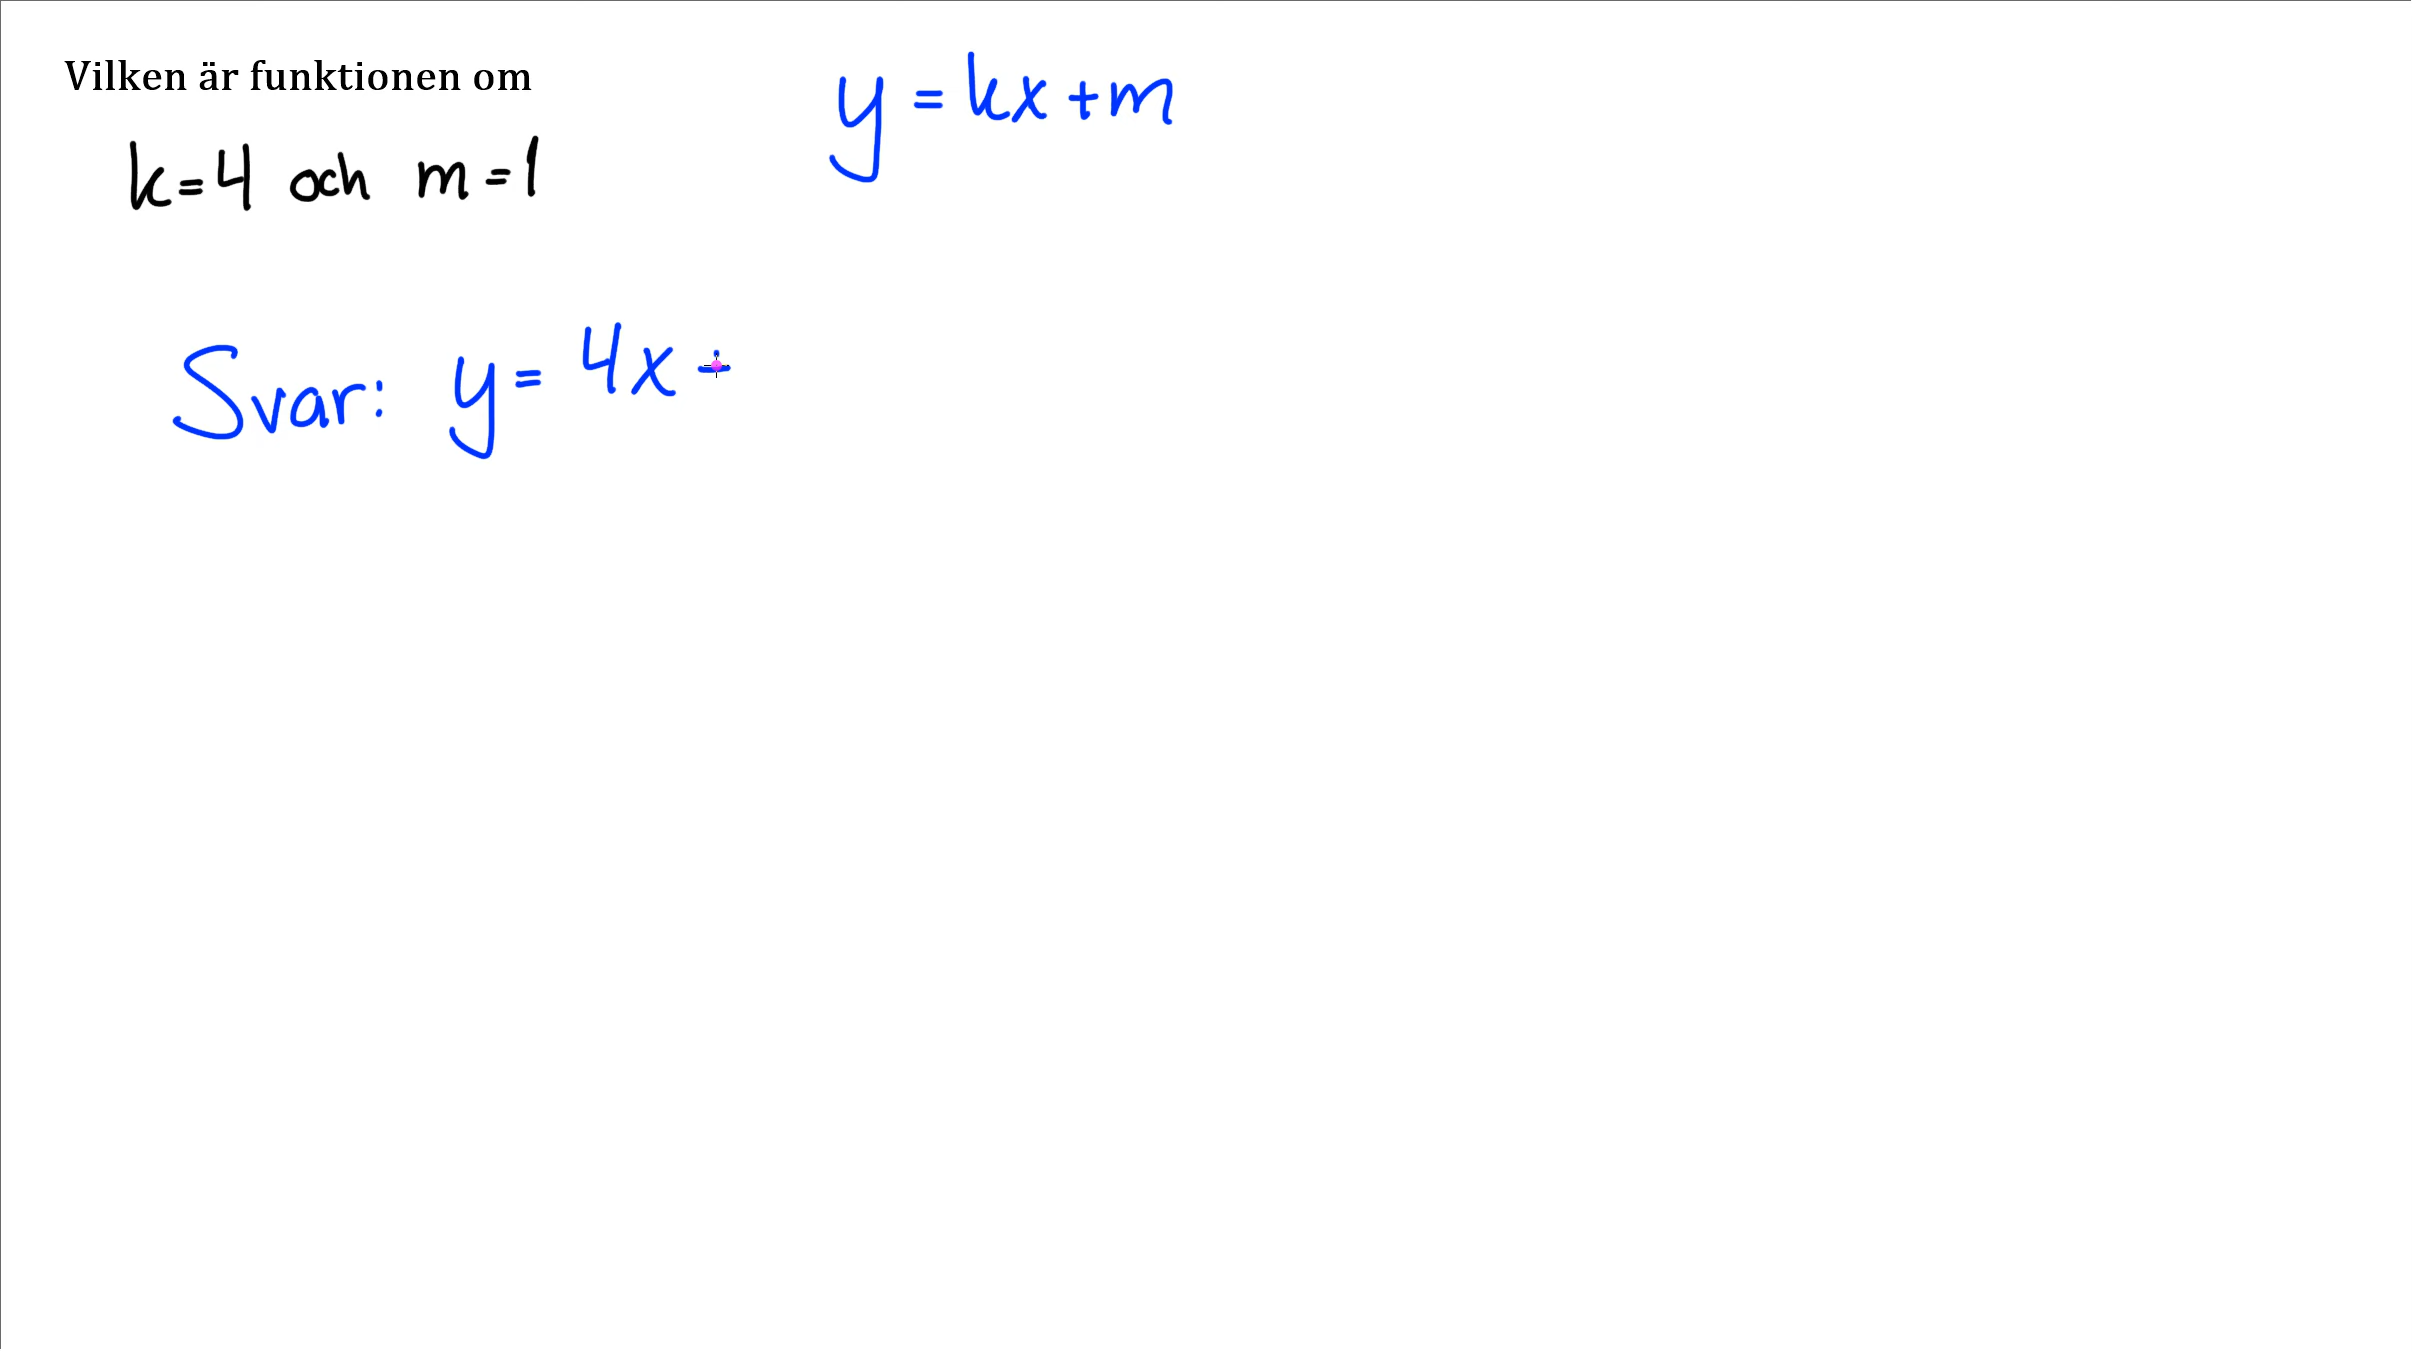 Vilken är funktionen om
y = kx + m
k = 4 och m = 1
Svar: y = 4x +